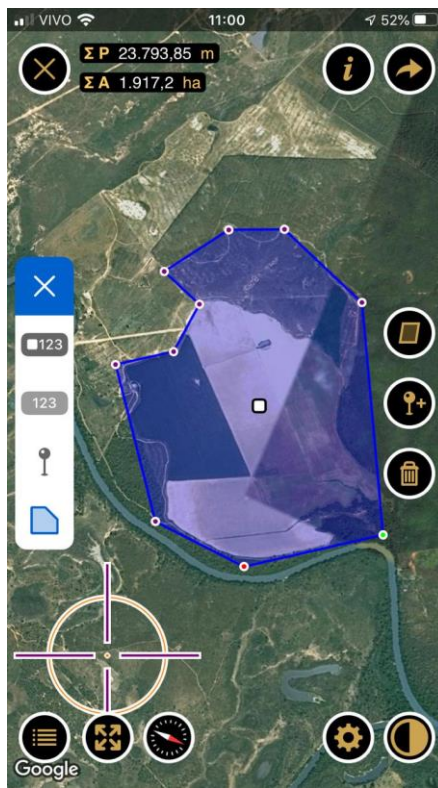 VIVO
11:00
52%
Σ P 23.793,85 m
Σ A 1.917,2 ha
i
123
123
Google